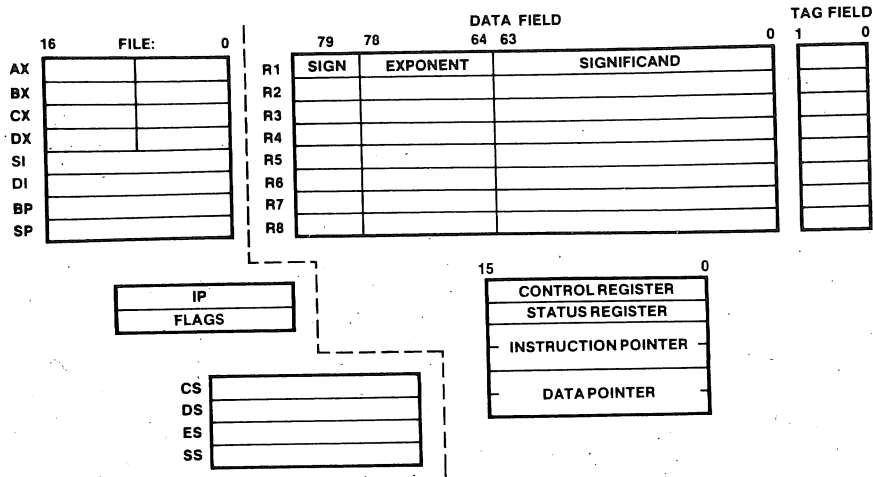 16 FILE: 0
AX
BX
CX
DX
SI
DI
BP
SP
IP
FLAGS
CS
DS
ES
SS
DATA FIELD
79 78 64 63 0
R1 SIGN EXPONENT SIGNIFICAND
R2
R3
R4
R5
R6
R7
R8
TAG FIELD
1 0
15 0
CONTROL REGISTER
STATUS REGISTER
INSTRUCTION POINTER
DATA POINTER